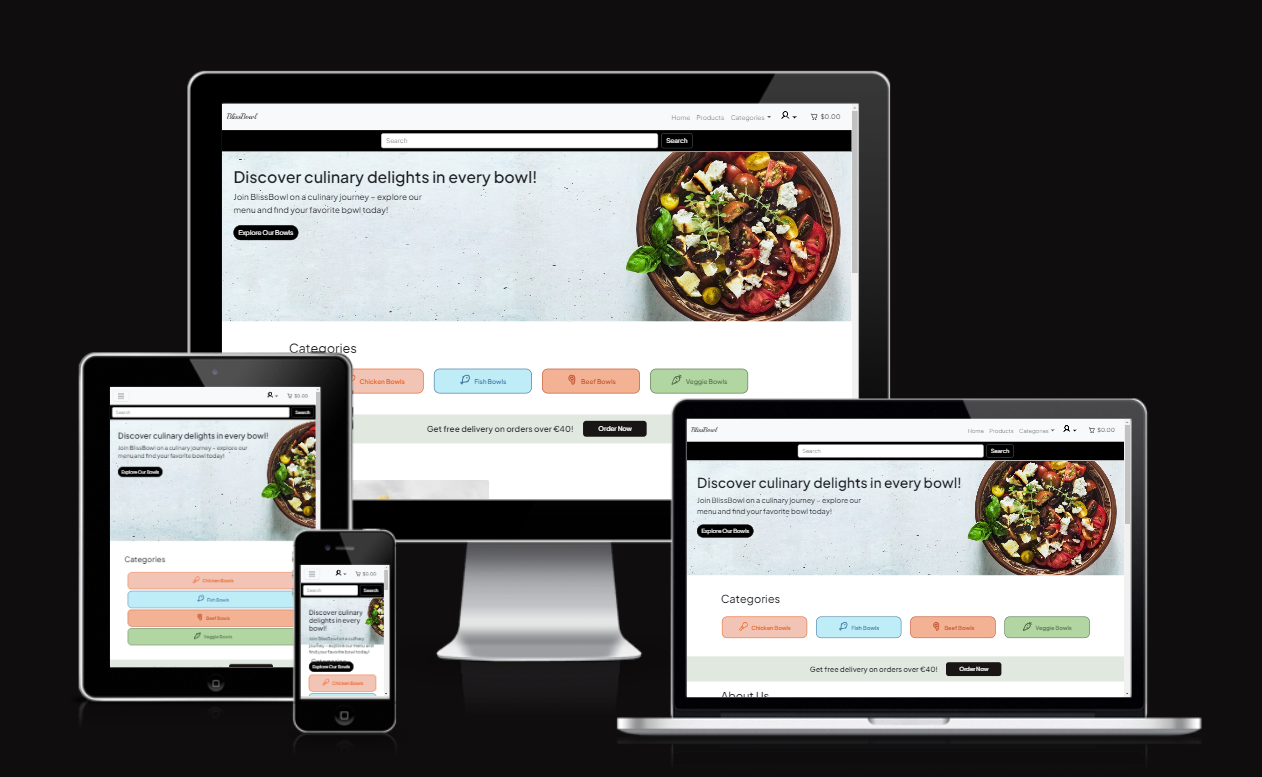 BlissBowl
Home Products Categories $0.00
Search Search
Discover culinary delights in every bowl!
Join BlissBowl on a culinary journey – explore our
menu and find your favorite bowl today!
Explore Our Bowls
Categories
Chicken Bowls Fish Bowls Beef Bowls Veggie Bowls
Get free delivery on orders over €40! Order Now
$0.00
Search Search
Discover culinary delights in every bowl!
Join BlissBowl on a culinary journey – explore our
menu and find your favorite bowl today!
Explore Our Bowls
Categories
Chicken Bowls
Fish Bowls
Beef Bowls
Veggie Bowls
$0.00
Search Search
Discover culinary
delights in every
bowl!
Join BlissBowl on a culinary
journey – explore our menu and
find your favorite bowl today!
Categories
Explore Our Bowls
Chicken Bowls
BlissBowl
Home Products Categories $0.00
Search Search
Discover culinary delights in every bowl!
Join BlissBowl on a culinary journey – explore our
menu and find your favorite bowl today!
Explore Our Bowls
Categories
Chicken Bowls Fish Bowls Beef Bowls Veggie Bowls
Get free delivery on orders over €40! Order Now
About Us